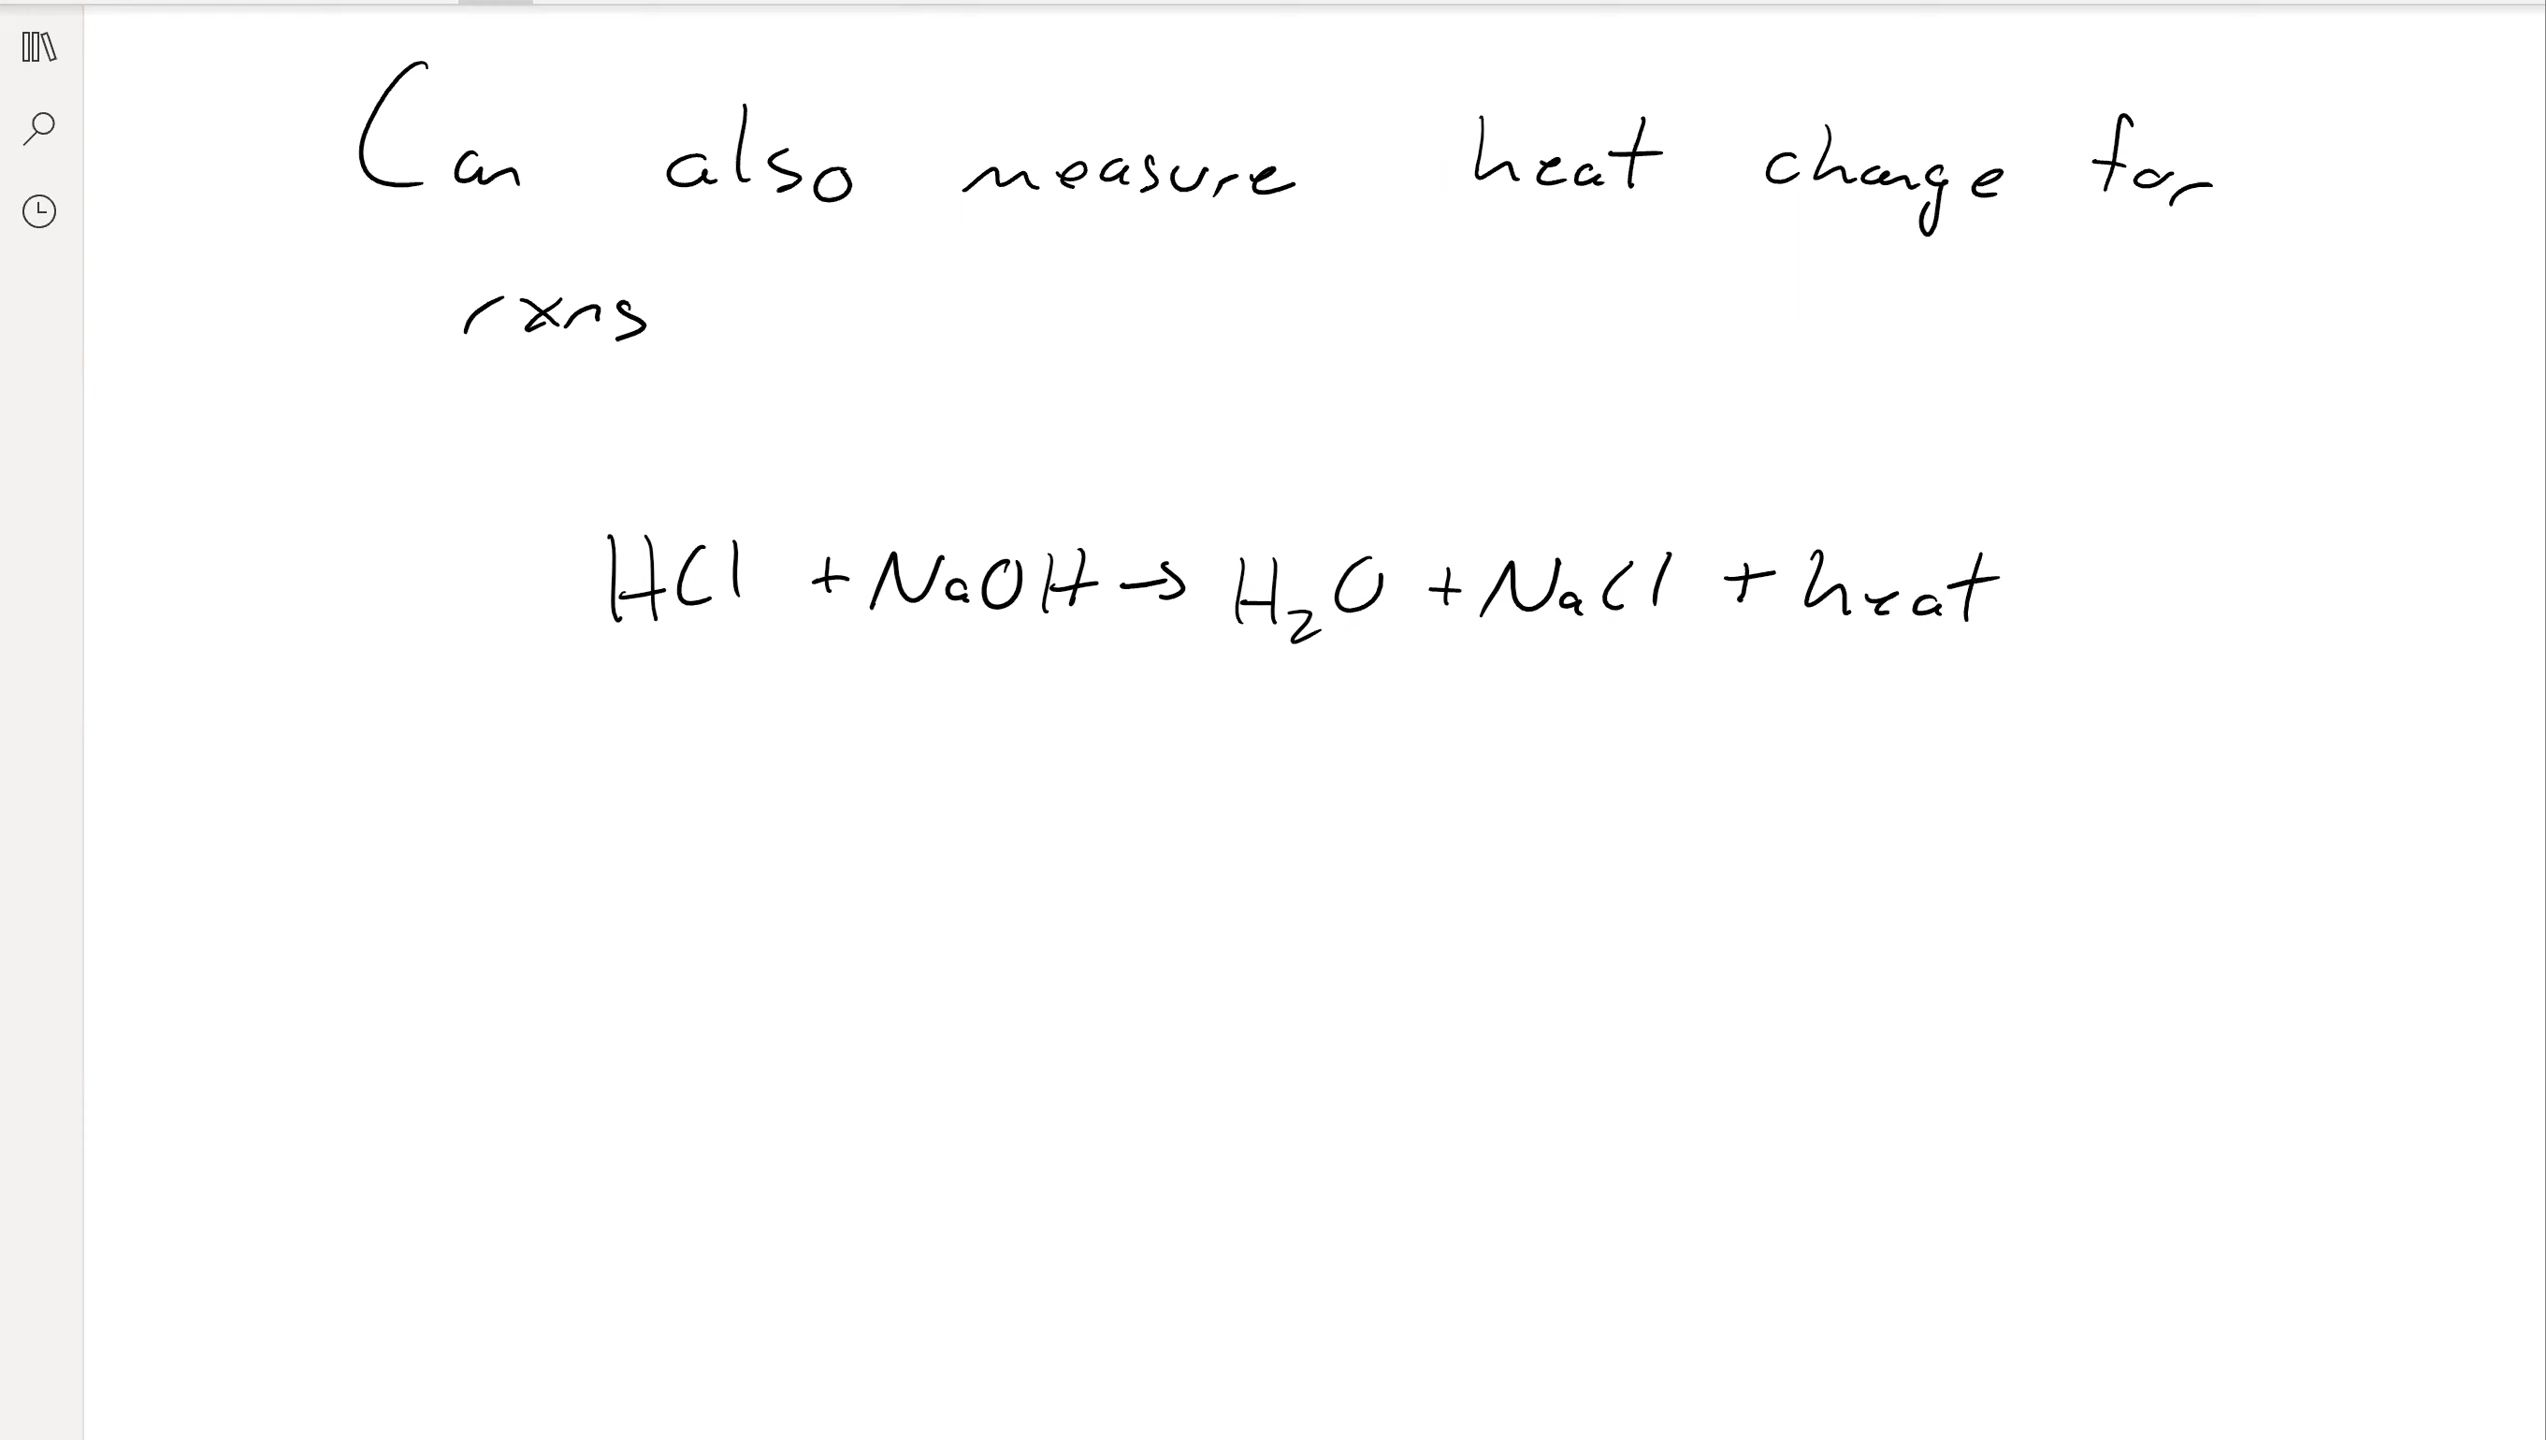 Can also measure heat change for
rxns
HCl + NaOH → H₂O + NaCl + heat